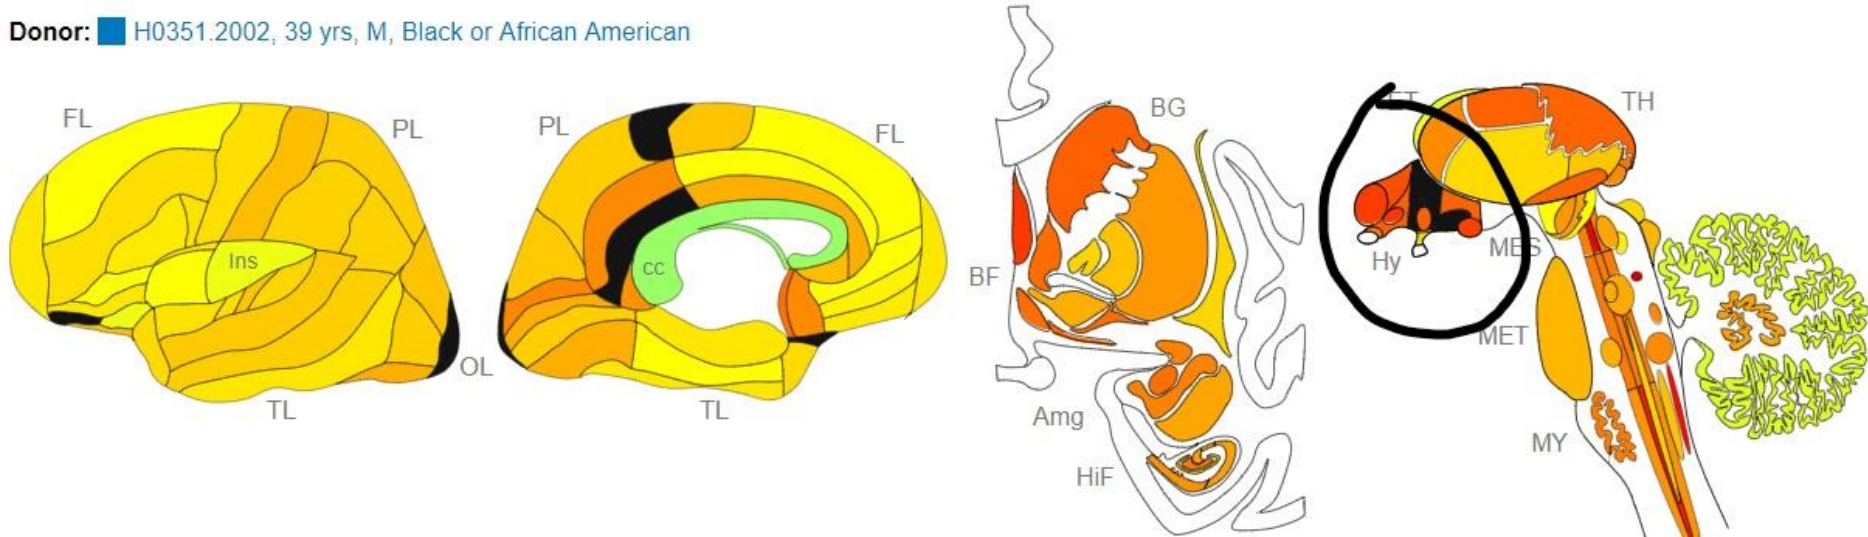 Donor: H0351.2002, 39 yrs, M, Black or African American
FL
PL
Ins
OL
TL
PL
FL
cc
TL
BG
BF
Amg
HiF
TH
Hy
MES
MET
MY